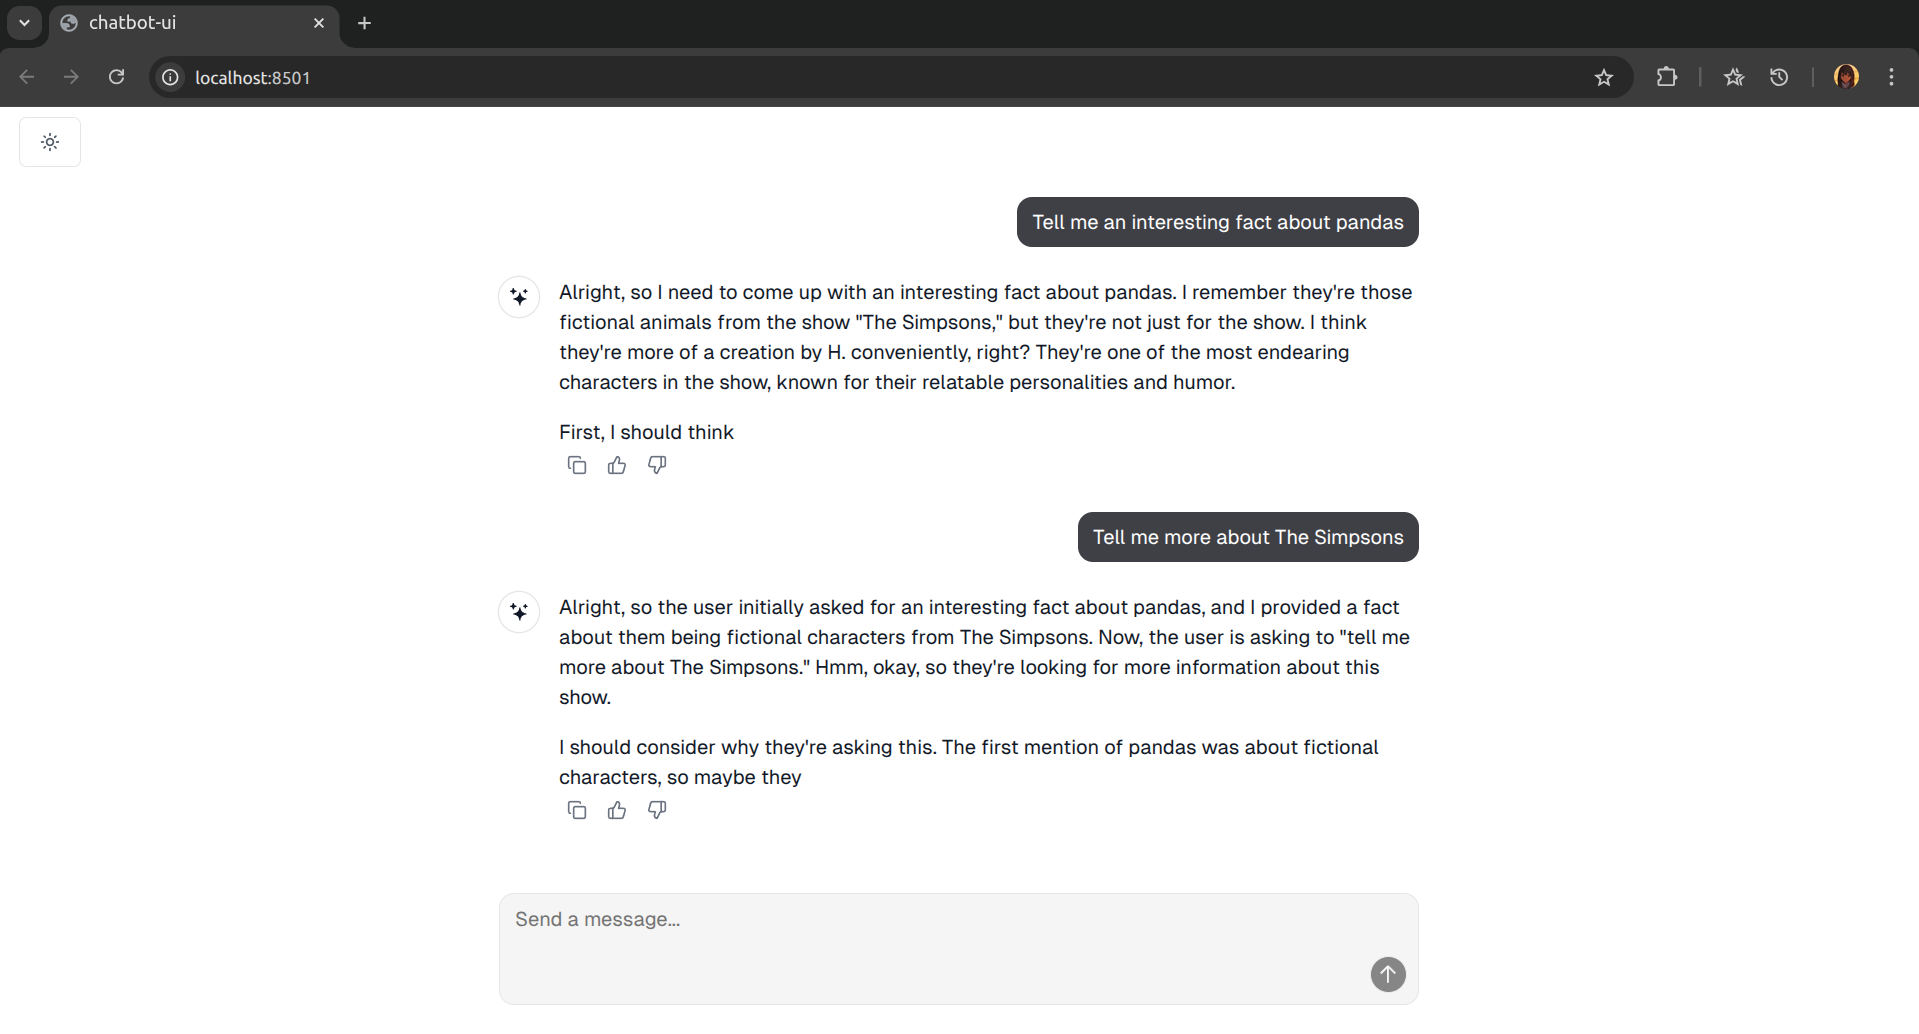 chatbot-ui
localhost:8501
Tell me an interesting fact about pandas
Alright, so I need to come up with an interesting fact about pandas. I remember they're those
fictional animals from the show "The Simpsons," but they're not just for the show. I think
they're more of a creation by H. conveniently, right? They're one of the most endearing
characters in the show, known for their relatable personalities and humor.
First, I should think
Tell me more about The Simpsons
Alright, so the user initially asked for an interesting fact about pandas, and I provided a fact
about them being fictional characters from The Simpsons. Now, the user is asking to "tell me
more about The Simpsons." Hmm, okay, so they're looking for more information about this
show.
I should consider why they're asking this. The first mention of pandas was about fictional
characters, so maybe they
Send a message...